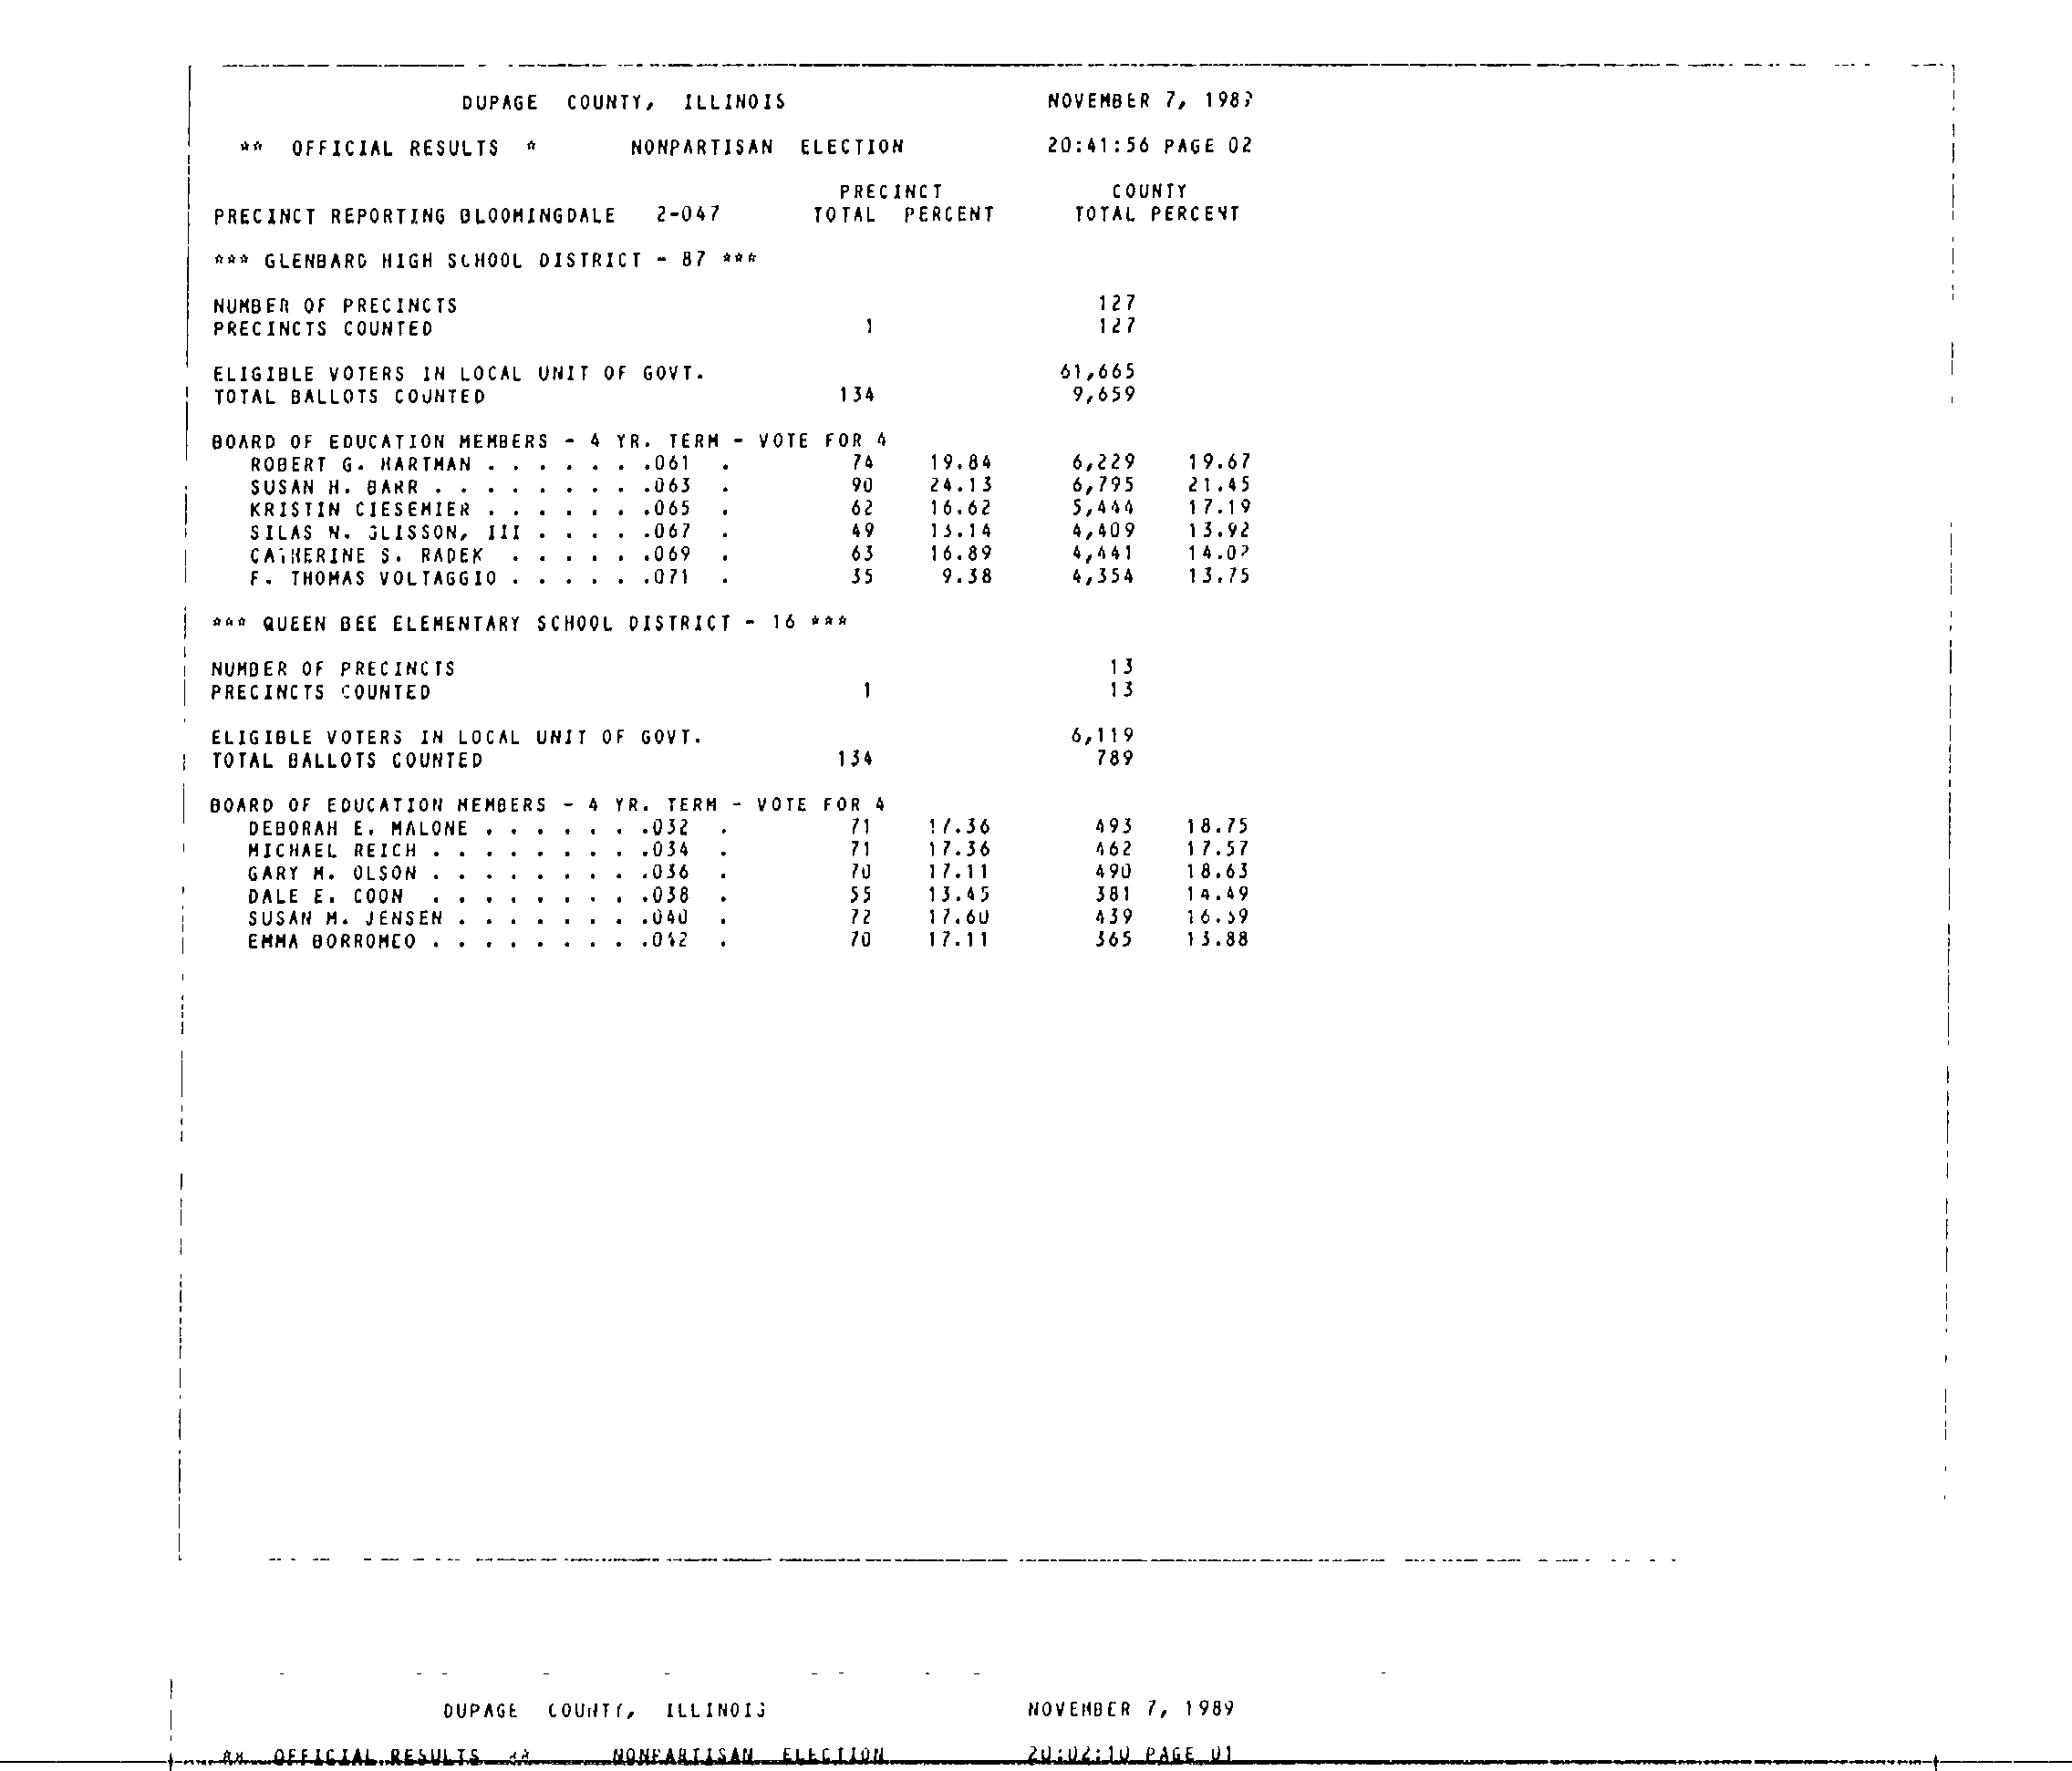 DUPAGE COUNTY, ILLINOIS NOVEMBER 7, 1989
** OFFICIAL RESULTS * NONPARTISAN ELECTION 20:41:56 PAGE 02
PRECINCT COUNTY
PRECINCT REPORTING BLOOMINGDALE 2-047 TOTAL PERCENT TOTAL PERCENT
*** GLENBARD HIGH SCHOOL DISTRICT - 87 ***
NUMBER OF PRECINCTS 127
PRECINCTS COUNTED 1 127
ELIGIBLE VOTERS IN LOCAL UNIT OF GOVT. 61,665
TOTAL BALLOTS COUNTED 134 9,659
BOARD OF EDUCATION MEMBERS - 4 YR. TERM - VOTE FOR 4
ROBERT G. HARTMAN . . . . . . .061 . 74 19.84 6,229 19.67
SUSAN H. BARR . . . . . . . . .063 . 90 24.13 6,795 21.45
KRISTIN CIESEMIER . . . . . . .065 . 62 16.62 5,444 17.19
SILAS N. GLISSON, III . . . . .067 . 49 13.14 4,409 13.92
CATHERINE S. RADEK . . . . . .069 . 63 16.89 4,441 14.02
F. THOMAS VOLTAGGIO . . . . . .071 . 35 9.38 4,354 13.75
*** QUEEN BEE ELEMENTARY SCHOOL DISTRICT - 16 ***
NUMBER OF PRECINCTS 13
PRECINCTS COUNTED 1 13
ELIGIBLE VOTERS IN LOCAL UNIT OF GOVT. 6,119
TOTAL BALLOTS COUNTED 134 789
BOARD OF EDUCATION MEMBERS - 4 YR. TERM - VOTE FOR 4
DEBORAH E. MALONE . . . . . . .032 . 71 17.36 493 18.75
MICHAEL REICH . . . . . . . . .034 . 71 17.36 462 17.57
GARY M. OLSON . . . . . . . . .036 . 70 17.11 490 18.63
DALE E. COON . . . . . . . . .038 . 55 13.45 381 14.49
SUSAN M. JENSEN . . . . . . . .040 . 72 17.60 439 16.69
EMMA BORROMEO . . . . . . . . .042 . 70 17.11 365 13.88
DUPAGE COUNTY, ILLINOIS NOVEMBER 7, 1989
** OFFICIAL RESULTS ** NONPARTISAN ELECTION 20:02:10 PAGE 01